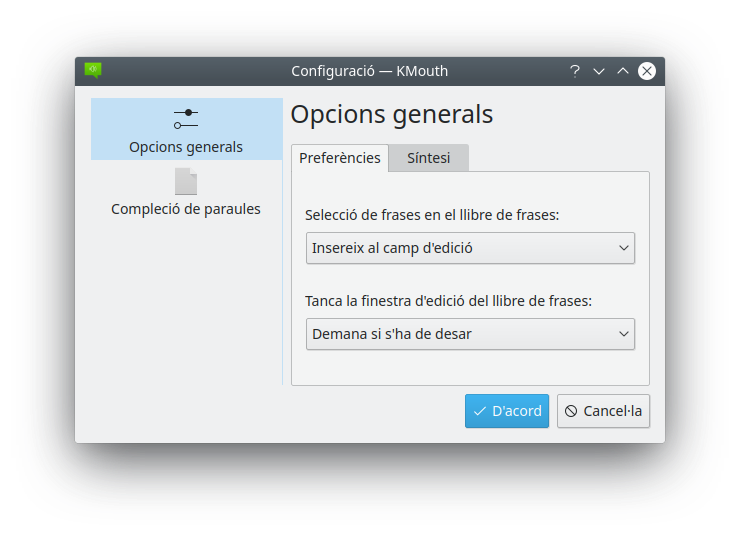 Configuració — KMouth
Opcions generals
Compleció de paraules
Opcions generals
Preferències
Síntesi
Selecció de frases en el llibre de frases:
Insereix al camp d'edició
Tanca la finestra d'edició del llibre de frases:
Demana si s'ha de desar
D'acord
Cancel·la